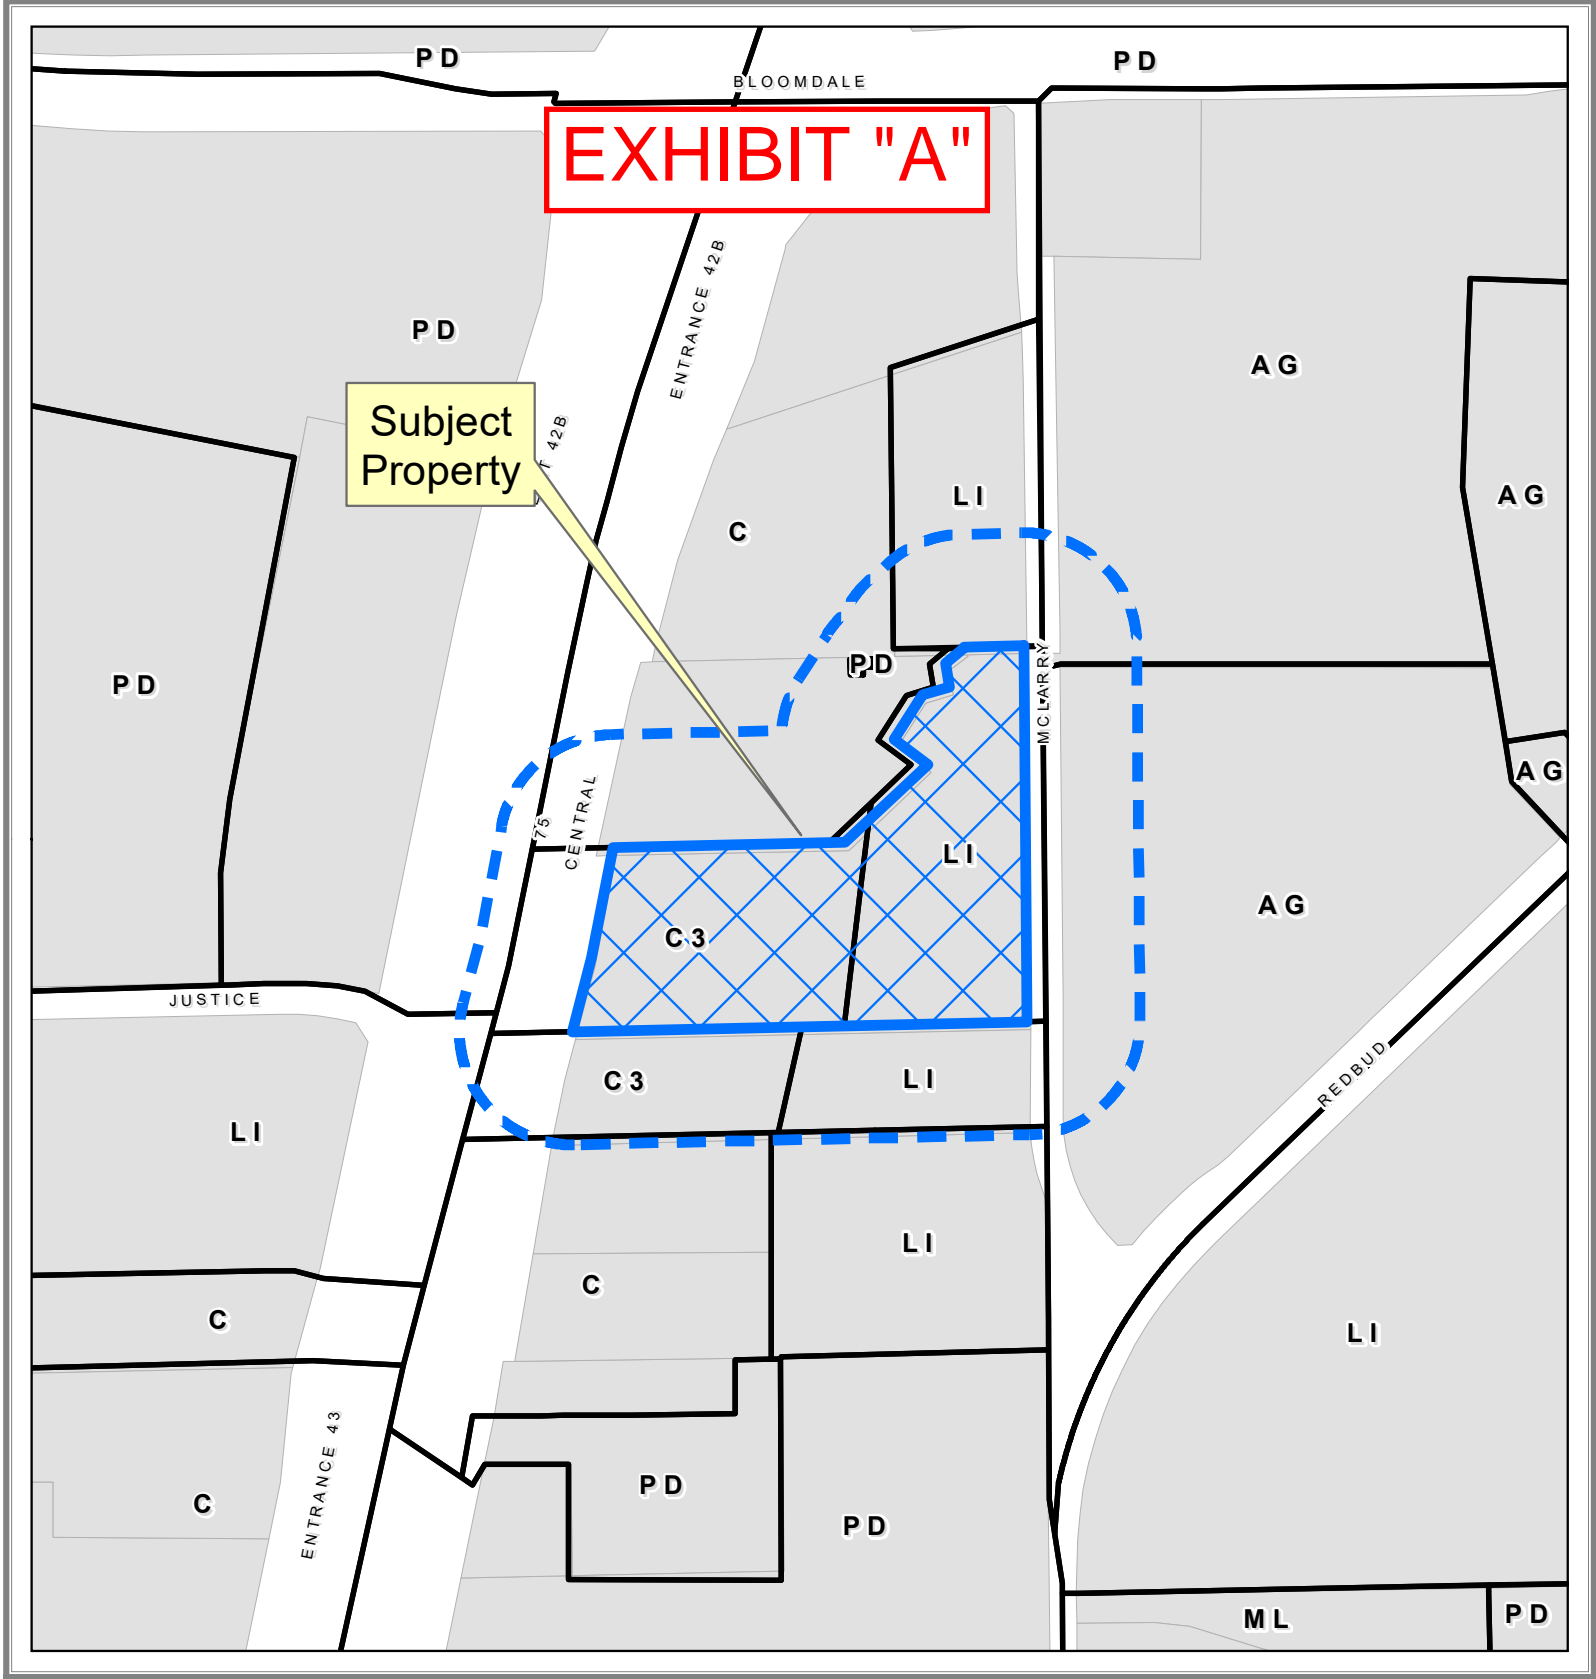 PD
PD
BLOOMDALE
EXHIBIT "A"
ENTRANCE 42B
PD
AG
Subject
Property
42B
LI
AG
C
PD
PD
MCLARRY
AG
75
CENTRAL
LI
AG
C3
JUSTICE
C3
LI
REDBUD
LI
LI
C
C
LI
ENTRANCE 43
C
PD
PD
ML
PD